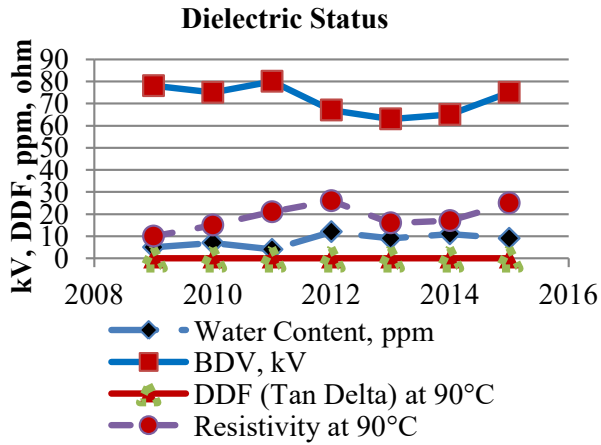 Dielectric Status
kV, DDF, ppm, ohm
90
80
70
60
50
40
30
20
10
0
2008 2010 2012 2014 2016
Water Content, ppm
BDV, kV
DDF (Tan Delta) at 90°C
Resistivity at 90°C